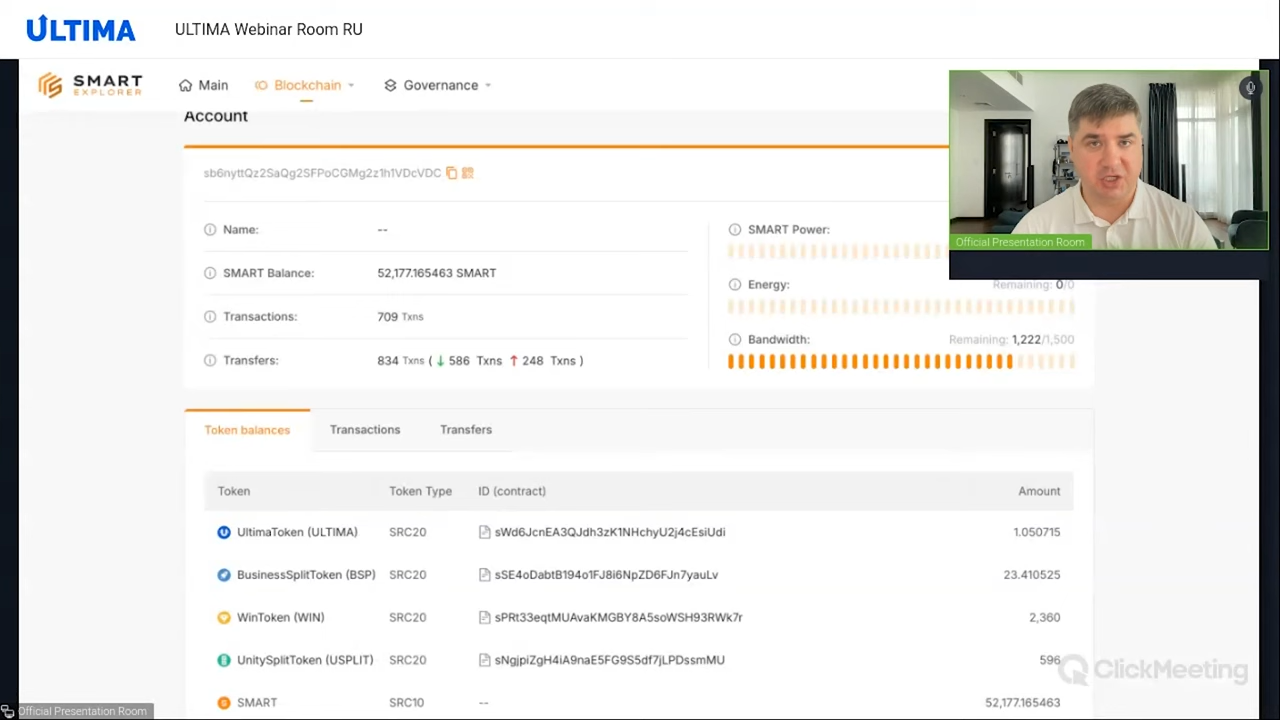 ULTIMA ULTIMA Webinar Room RU
SMART EXPLORER Main Blockchain Governance
Account
sb6nyttQz2SaQg2SFPoCGMg2z1h1VDcVDC
Name: --
SMART Balance: 52,177.165463 SMART
Transactions: 709 Txns
Transfers: 834 Txns ( ↓ 586 Txns ↑ 248 Txns )
SMART Power:
Energy: Remaining: 0/0
Bandwidth: Remaining: 1,222/1,500
Official Presentation Room
Token balances Transactions Transfers
Token Token Type ID (contract) Amount
UltimaToken (ULTIMA) SRC20 sWd6JcnEA3QJdh3zK1NHchyU2j4cEsiUdi 1.050715
BusinessSplitToken (BSP) SRC20 sSE4oDabtB194o1FJ8i6NpZD6FJn7yauLv 23.410525
WinToken (WIN) SRC20 sPRt33eqtMUAvaKMGBY8A5soWSH93RWk7r 2,360
UnitySplitToken (USPLIT) SRC20 sNgjpiZgH4iA9naE5FG9S5df7jLPDssmMU 596
ClickMeeting
SMART SRC10 -- 52,177.165463
Official Presentation Room